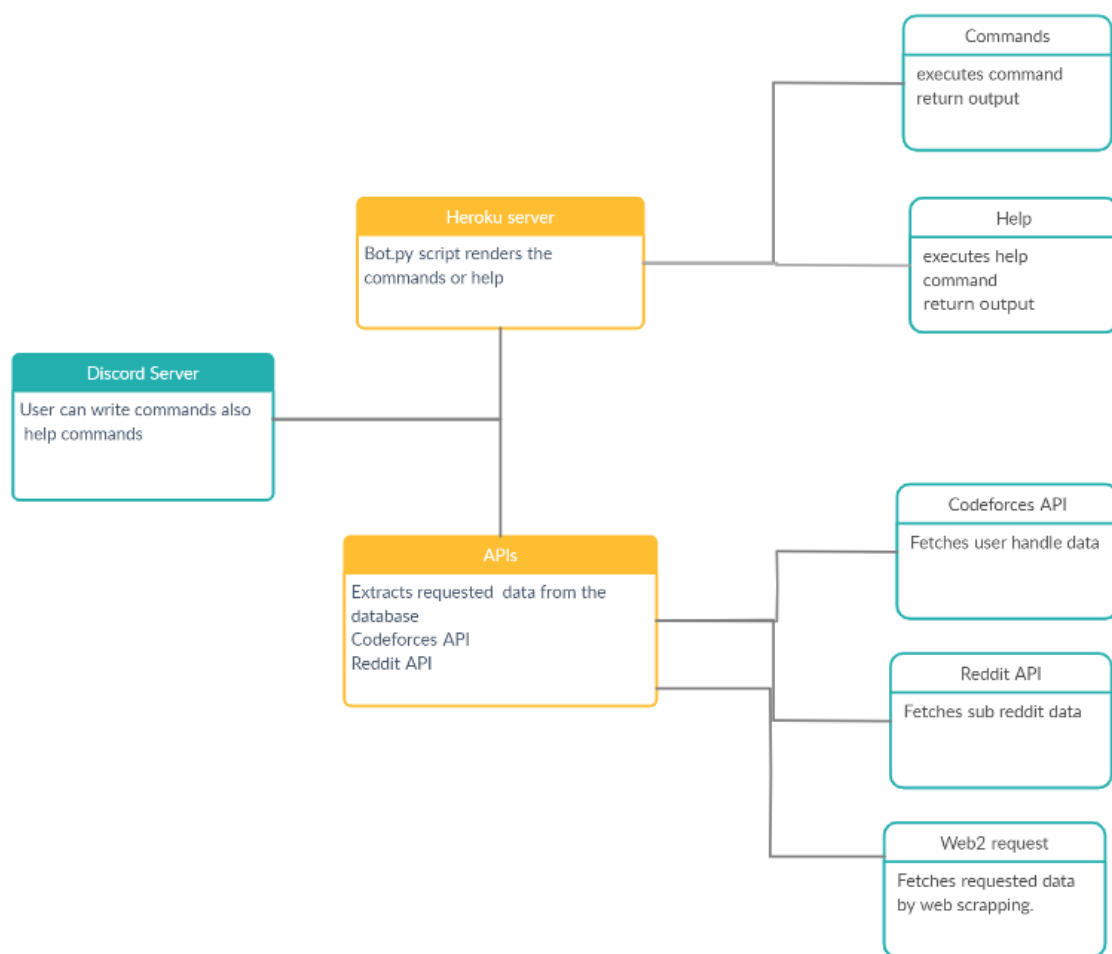 Commands
executes command
return output
Heroku server
Bot.py script renders the
commands or help
Help
executes help
command
return output
Discord Server
User can write commands also
help commands
Codeforces API
Fetches user handle data
APIs
Extracts requested data from the
database
Codeforces API
Reddit API
Reddit API
Fetches sub reddit data
Web2 request
Fetches requested data
by web scrapping.